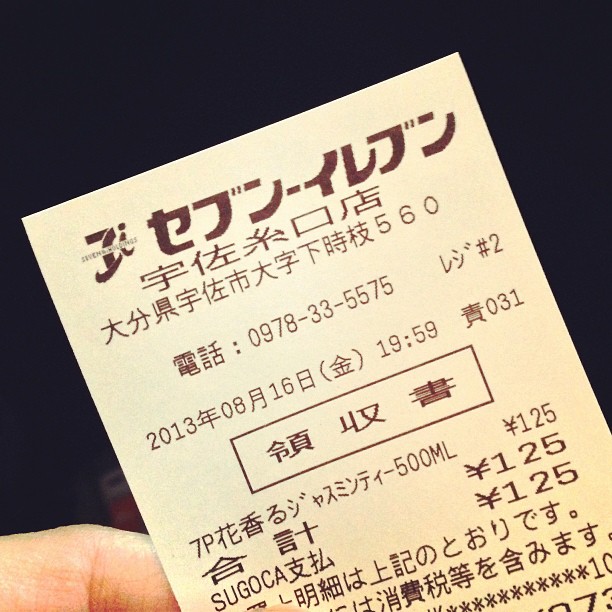 セブン-イレブン
宇佐糸口店
大分県宇佐市大字下時枝560
電話：0978-33-5575 レジ#2
2013年08月16日(金) 19:59 責031
領収書
7P花香るジャスミンティー500ML ¥125
合計 ¥125
SUGOCA支払 ¥125
明細は上記のとおりです。
には消費税等を含みます。
***********10